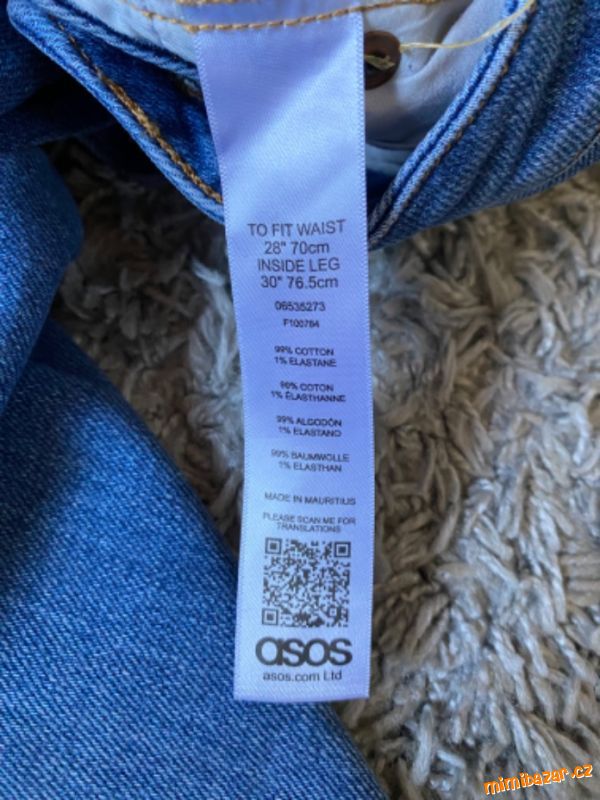 TO FIT WAIST
28" 70cm
INSIDE LEG
30" 76.5cm
06535273
F100784
99% COTTON
1% ELASTANE
99% COTON
1% ÉLASTHANNE
99% ALGODÓN
1% ELASTANO
99% BAUMWOLLE
1% ELASTHAN
MADE IN MAURITIUS
PLEASE SCAN ME FOR
TRANSLATIONS
asos
asos.com Ltd
mimibazar.cz